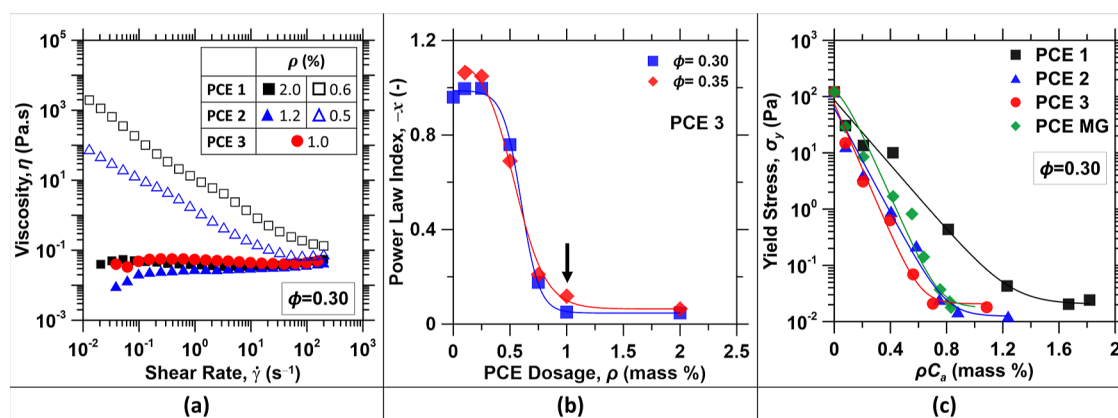 10⁵
10³
10¹
10⁻¹
10⁻³
Viscosity, η (Pa.s)
ρ (%)
PCE 1 2.0 0.6
PCE 2 1.2 0.5
PCE 3 1.0
ϕ=0.30
10⁻² 10⁻¹ 10⁰ 10¹ 10² 10³
Shear Rate, γ̇ (s⁻¹)
(a)
1.2
0.8
0.4
0
Power Law Index, -x (-)
ϕ= 0.30
ϕ= 0.35
PCE 3
0 0.5 1 1.5 2 2.5
PCE Dosage, ρ (mass %)
(b)
10³
10²
10¹
10⁰
10⁻¹
10⁻²
Yield Stress, σy (Pa)
PCE 1
PCE 2
PCE 3
PCE MG
ϕ=0.30
0 0.4 0.8 1.2 1.6 2
ρCa (mass %)
(c)